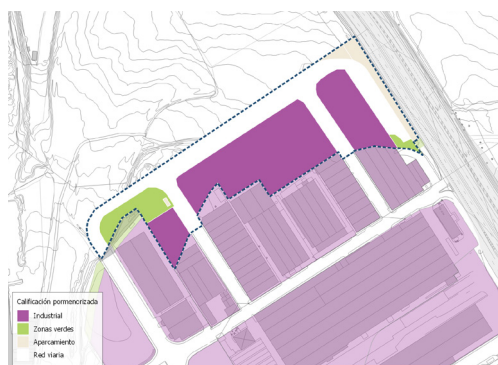 Calificación pormenorizada
Industrial
Zonas verdes
Aparcamiento
Red viaria